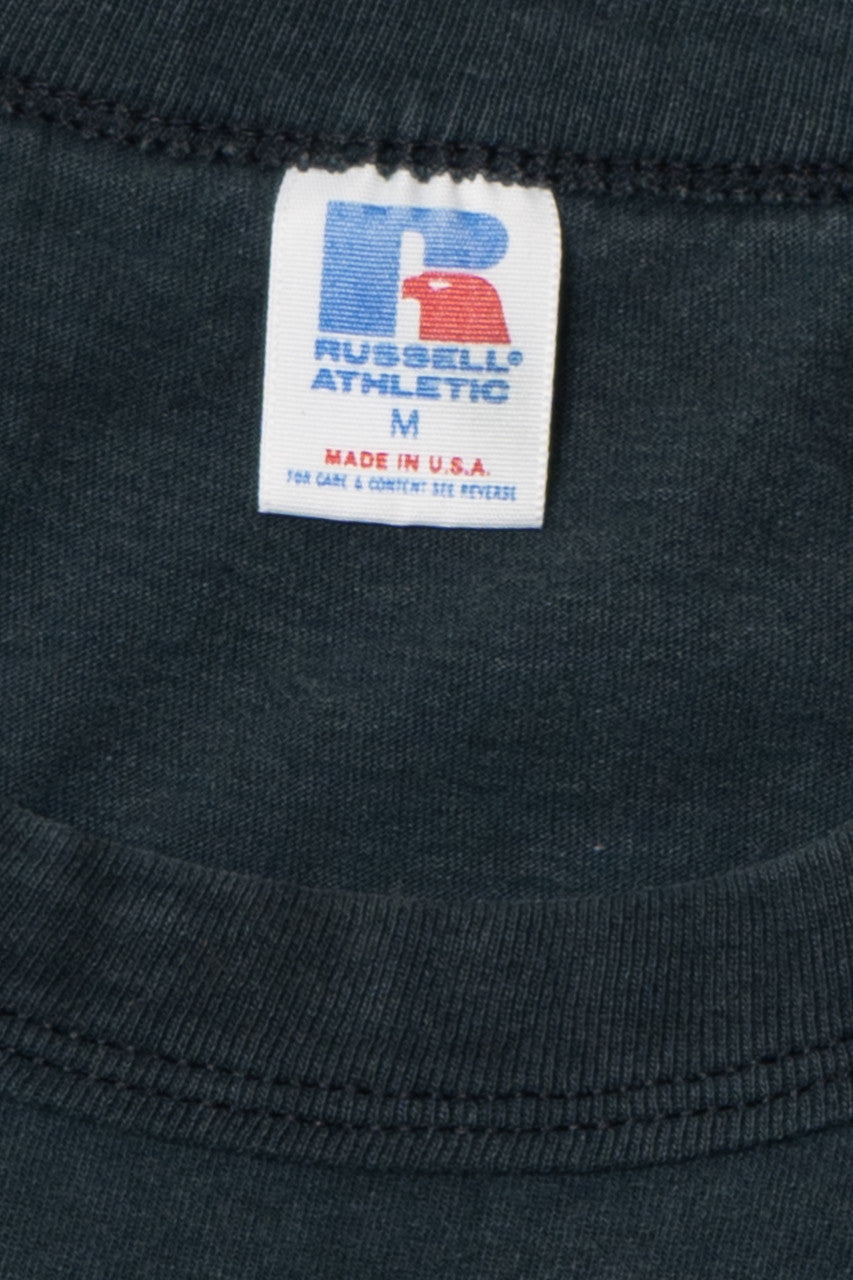 R
RUSSELL®
ATHLETIC
M
MADE IN U.S.A.
FOR CARE & CONTENT SEE REVERSE